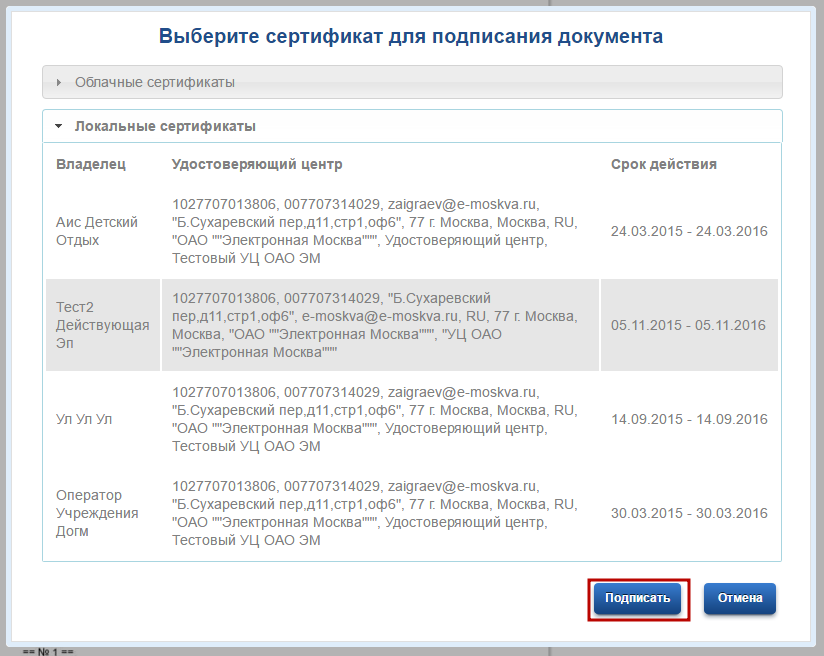 Выберите сертификат для подписания документа
Облачные сертификаты
Локальные сертификаты
Владелец Удостоверяющий центр Срок действия
Аис Детский
Отдых
1027707013806, 007707314029, zaigraev@e-moskva.ru,
"Б.Сухаревский пер,д11,стр1,оф6", 77 г. Москва, Москва, RU,
"ОАО ""Электронная Москва""", Удостоверяющий центр,
Тестовый УЦ ОАО ЭМ
24.03.2015 - 24.03.2016
Тест2
Действующая
Эп
1027707013806, 007707314029, "Б.Сухаревский
пер,д11,стр1,оф6", e-moskva@e-moskva.ru, RU, 77 г. Москва,
Москва, "ОАО ""Электронная Москва""", "УЦ ОАО
""Электронная Москва"""
05.11.2015 - 05.11.2016
Ул Ул Ул
1027707013806, 007707314029, zaigraev@e-moskva.ru,
"Б.Сухаревский пер,д11,стр1,оф6", 77 г. Москва, Москва, RU,
"ОАО ""Электронная Москва""", Удостоверяющий центр,
Тестовый УЦ ОАО ЭМ
14.09.2015 - 14.09.2016
Оператор
Учреждения
Догм
1027707013806, 007707314029, zaigraev@e-moskva.ru,
"Б.Сухаревский пер,д11,стр1,оф6", 77 г. Москва, Москва, RU,
"ОАО ""Электронная Москва""", Удостоверяющий центр,
Тестовый УЦ ОАО ЭМ
30.03.2015 - 30.03.2016
Подписать Отмена
== № 1 ==